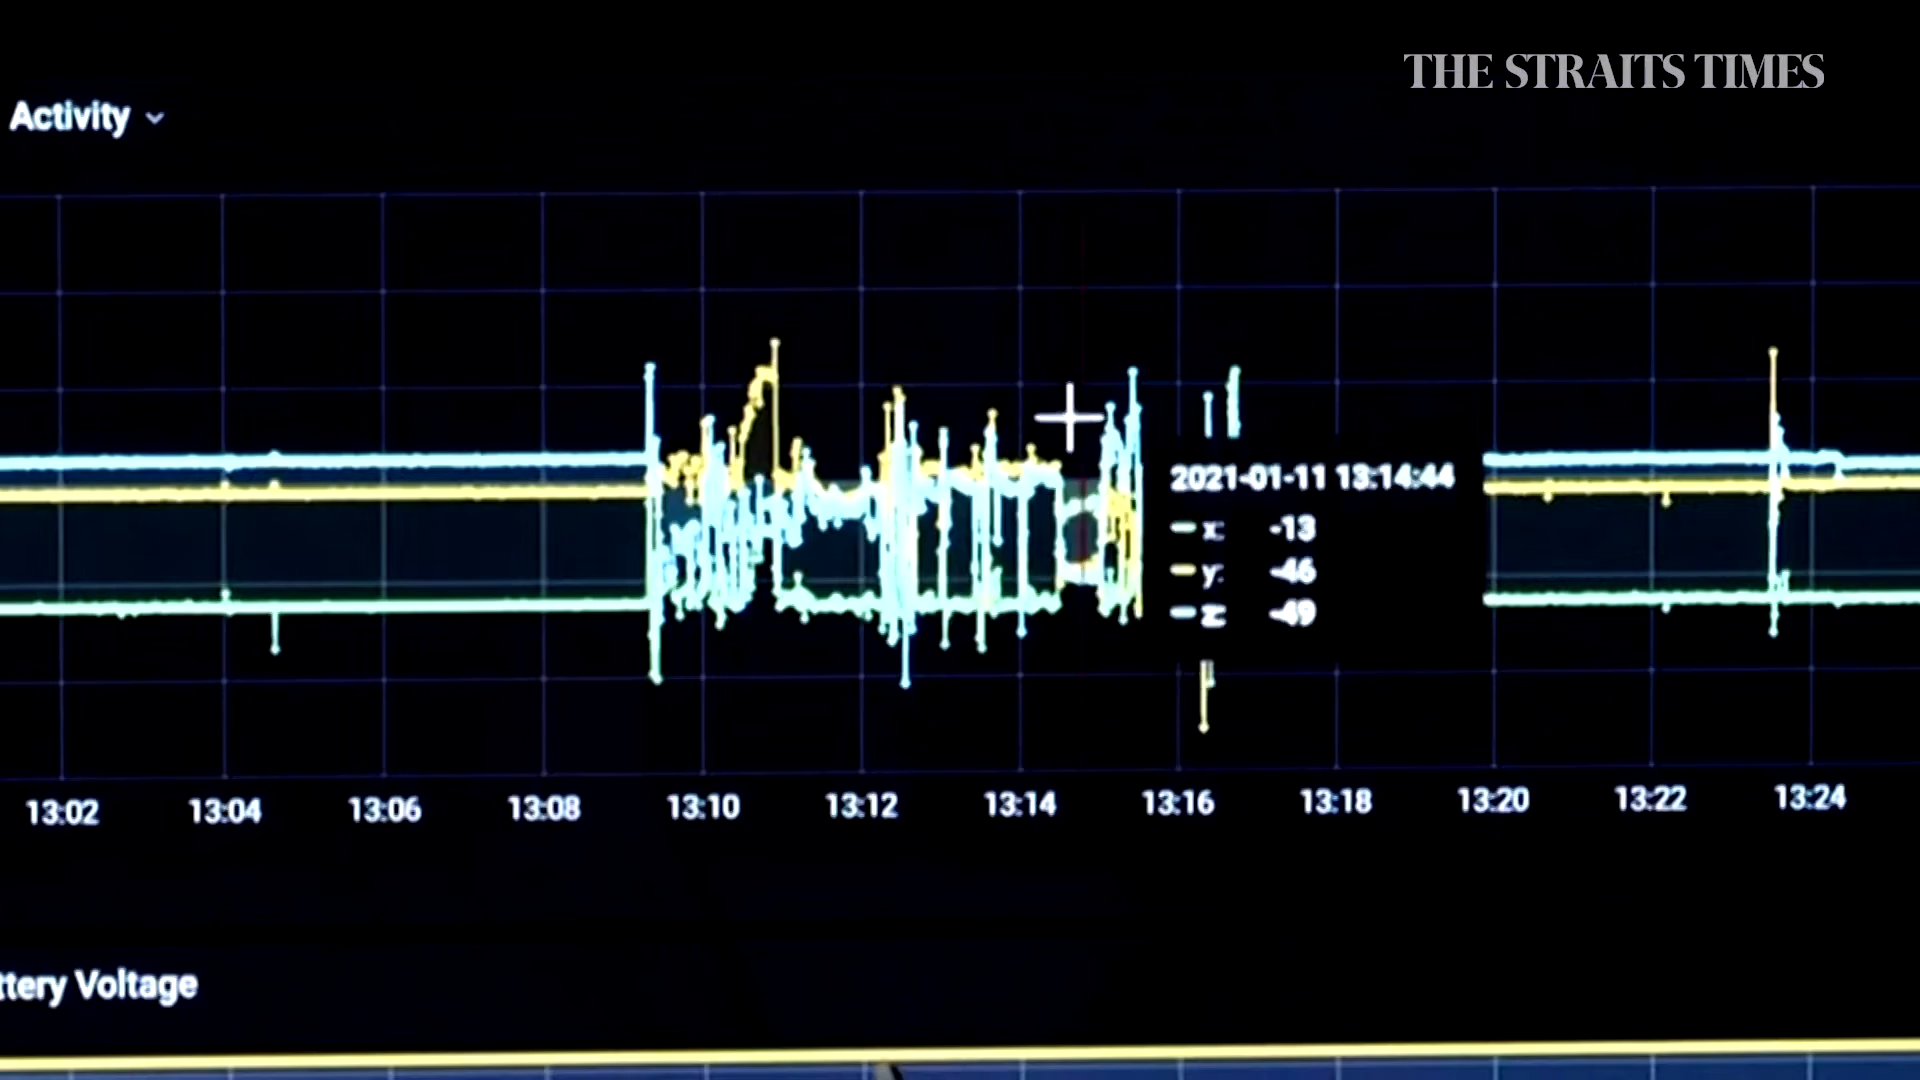 THE STRAITS TIMES
Activity
2021-01-11 13:14:44
x: -13
y: -46
z: -49
13:02 13:04 13:06 13:08 13:10 13:12 13:14 13:16 13:18 13:20 13:22 13:24
ttery Voltage